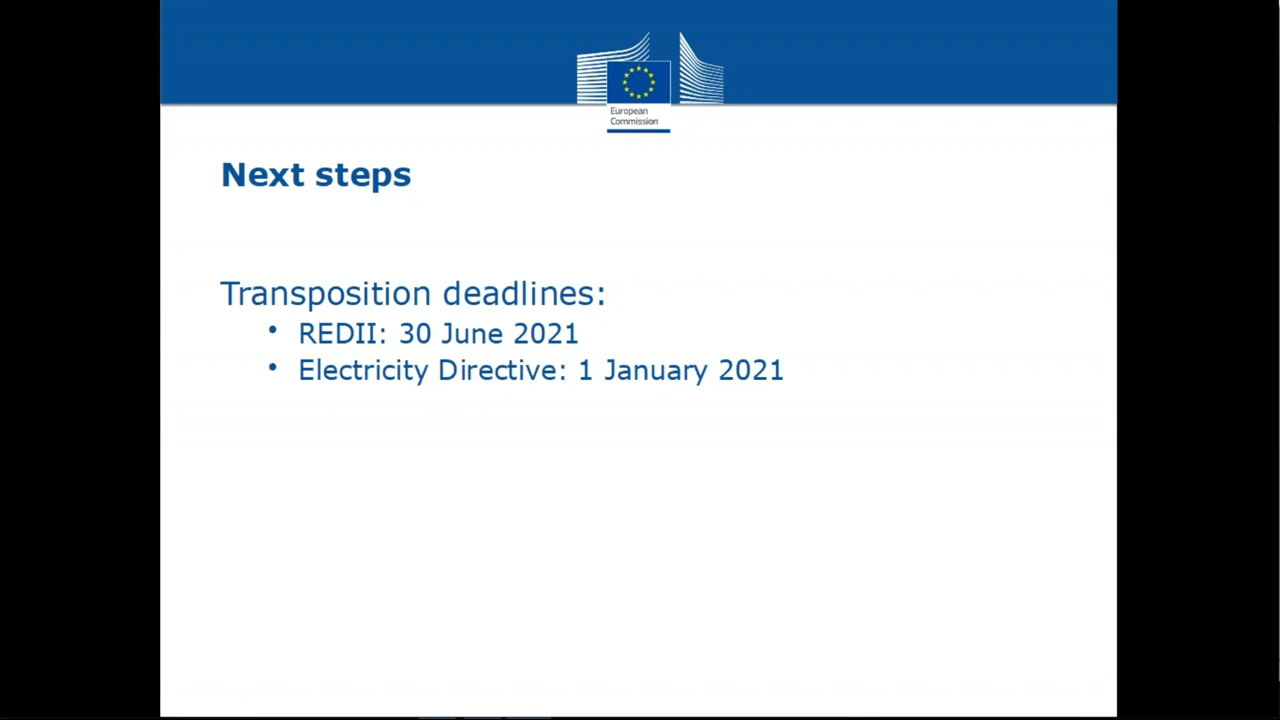 European
Commission
Next steps
Transposition deadlines:
• REDII: 30 June 2021
• Electricity Directive: 1 January 2021